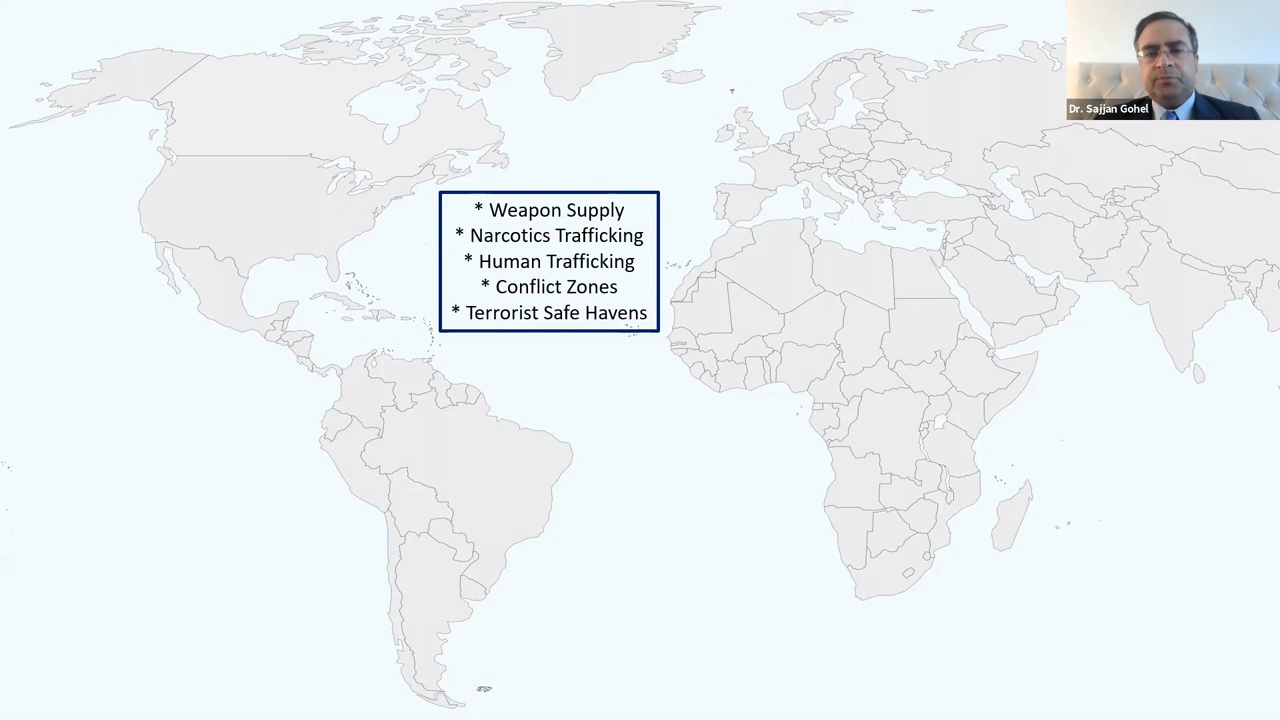 Dr. Sajjan Gohel
* Weapon Supply
* Narcotics Trafficking
* Human Trafficking
* Conflict Zones
* Terrorist Safe Havens